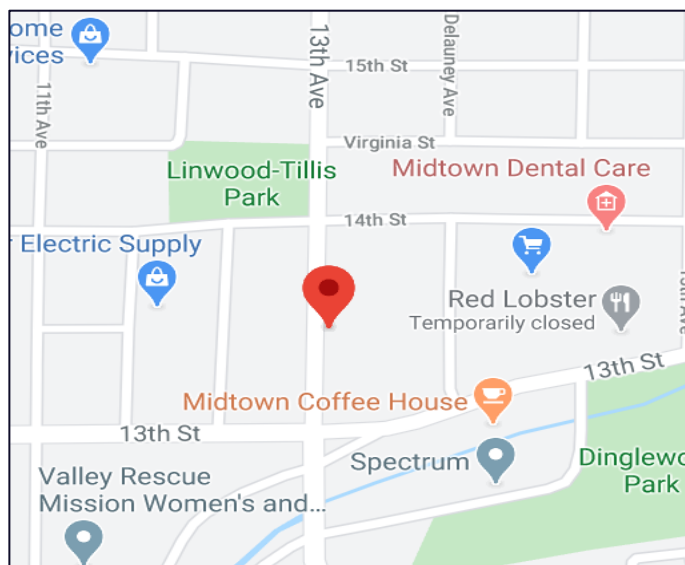 ome
vices
11th Ave
13th Ave
Delauney Ave
15th St
Virginia St
Linwood-Tillis
Park
Midtown Dental Care
14th St
r Electric Supply
Red Lobster
Temporarily closed
13th St
Midtown Coffee House
13th St
Spectrum
Dinglewo
Park
Valley Rescue
Mission Women's and...